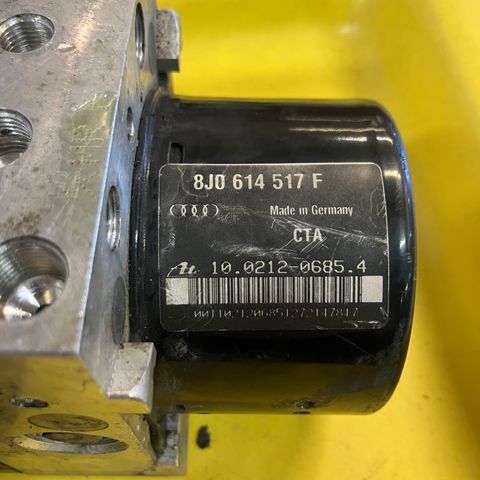 8J0 614 517 F
Made in Germany
CTA
10.0212-0685.4